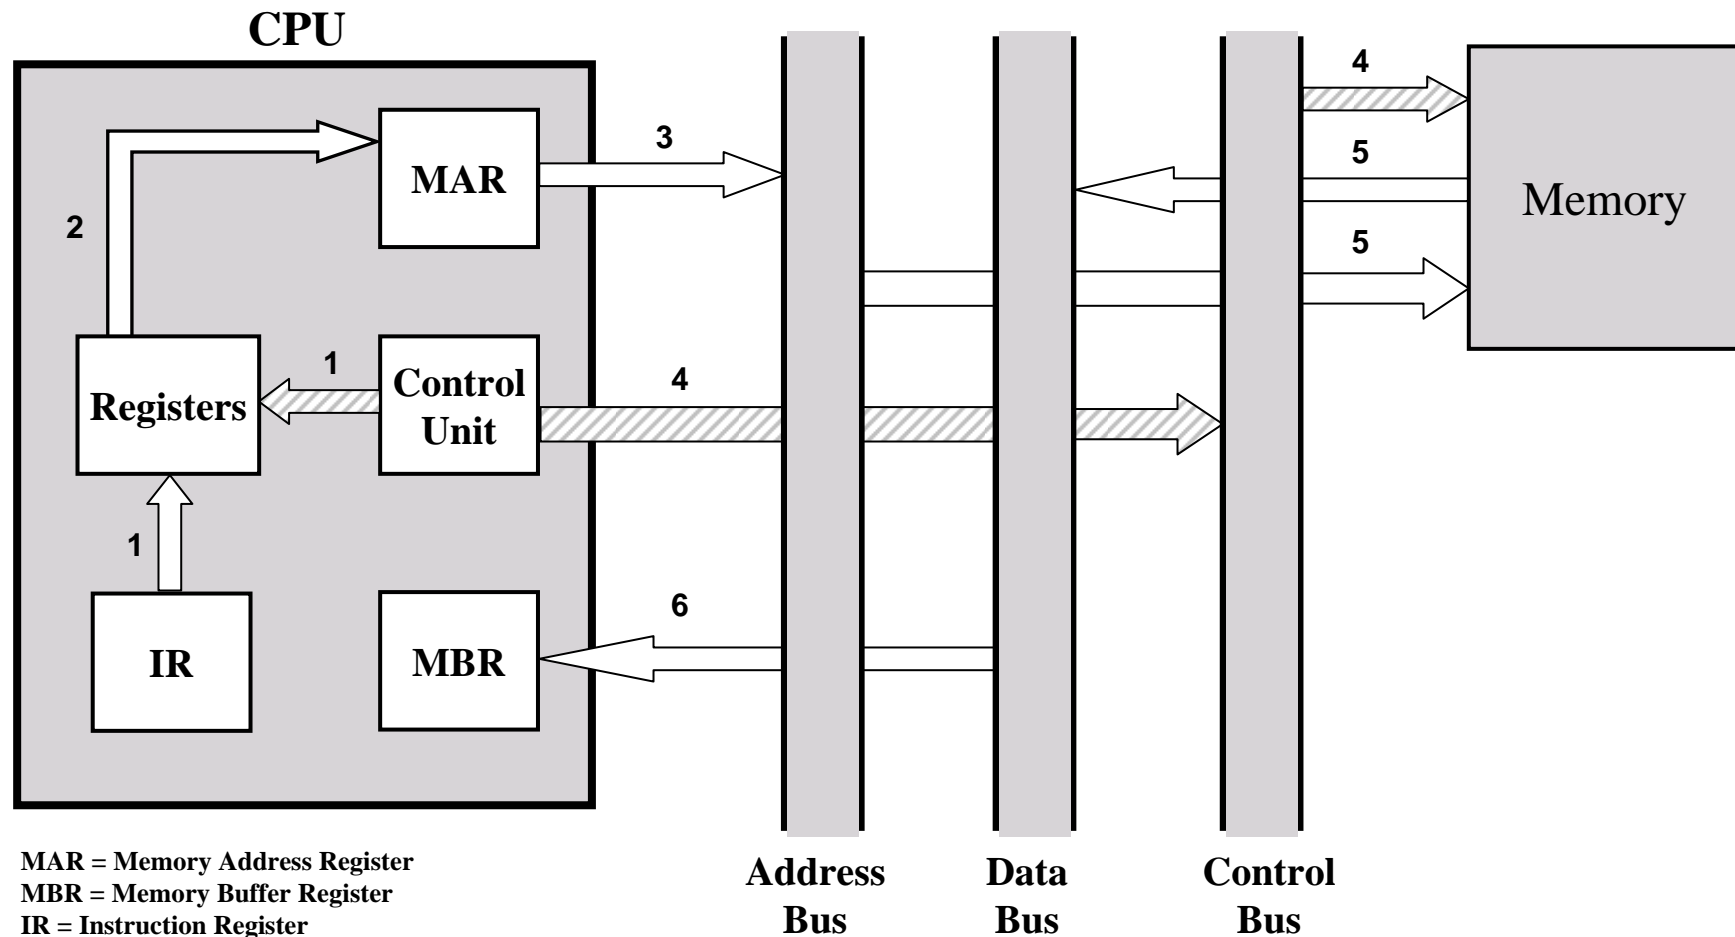 CPU
4
3
5
MAR
Memory
2
5
1
4
Control
Unit
Registers
1
6
IR
MBR
MAR = Memory Address Register
MBR = Memory Buffer Register
IR = Instruction Register
Address
Bus
Data
Bus
Control
Bus